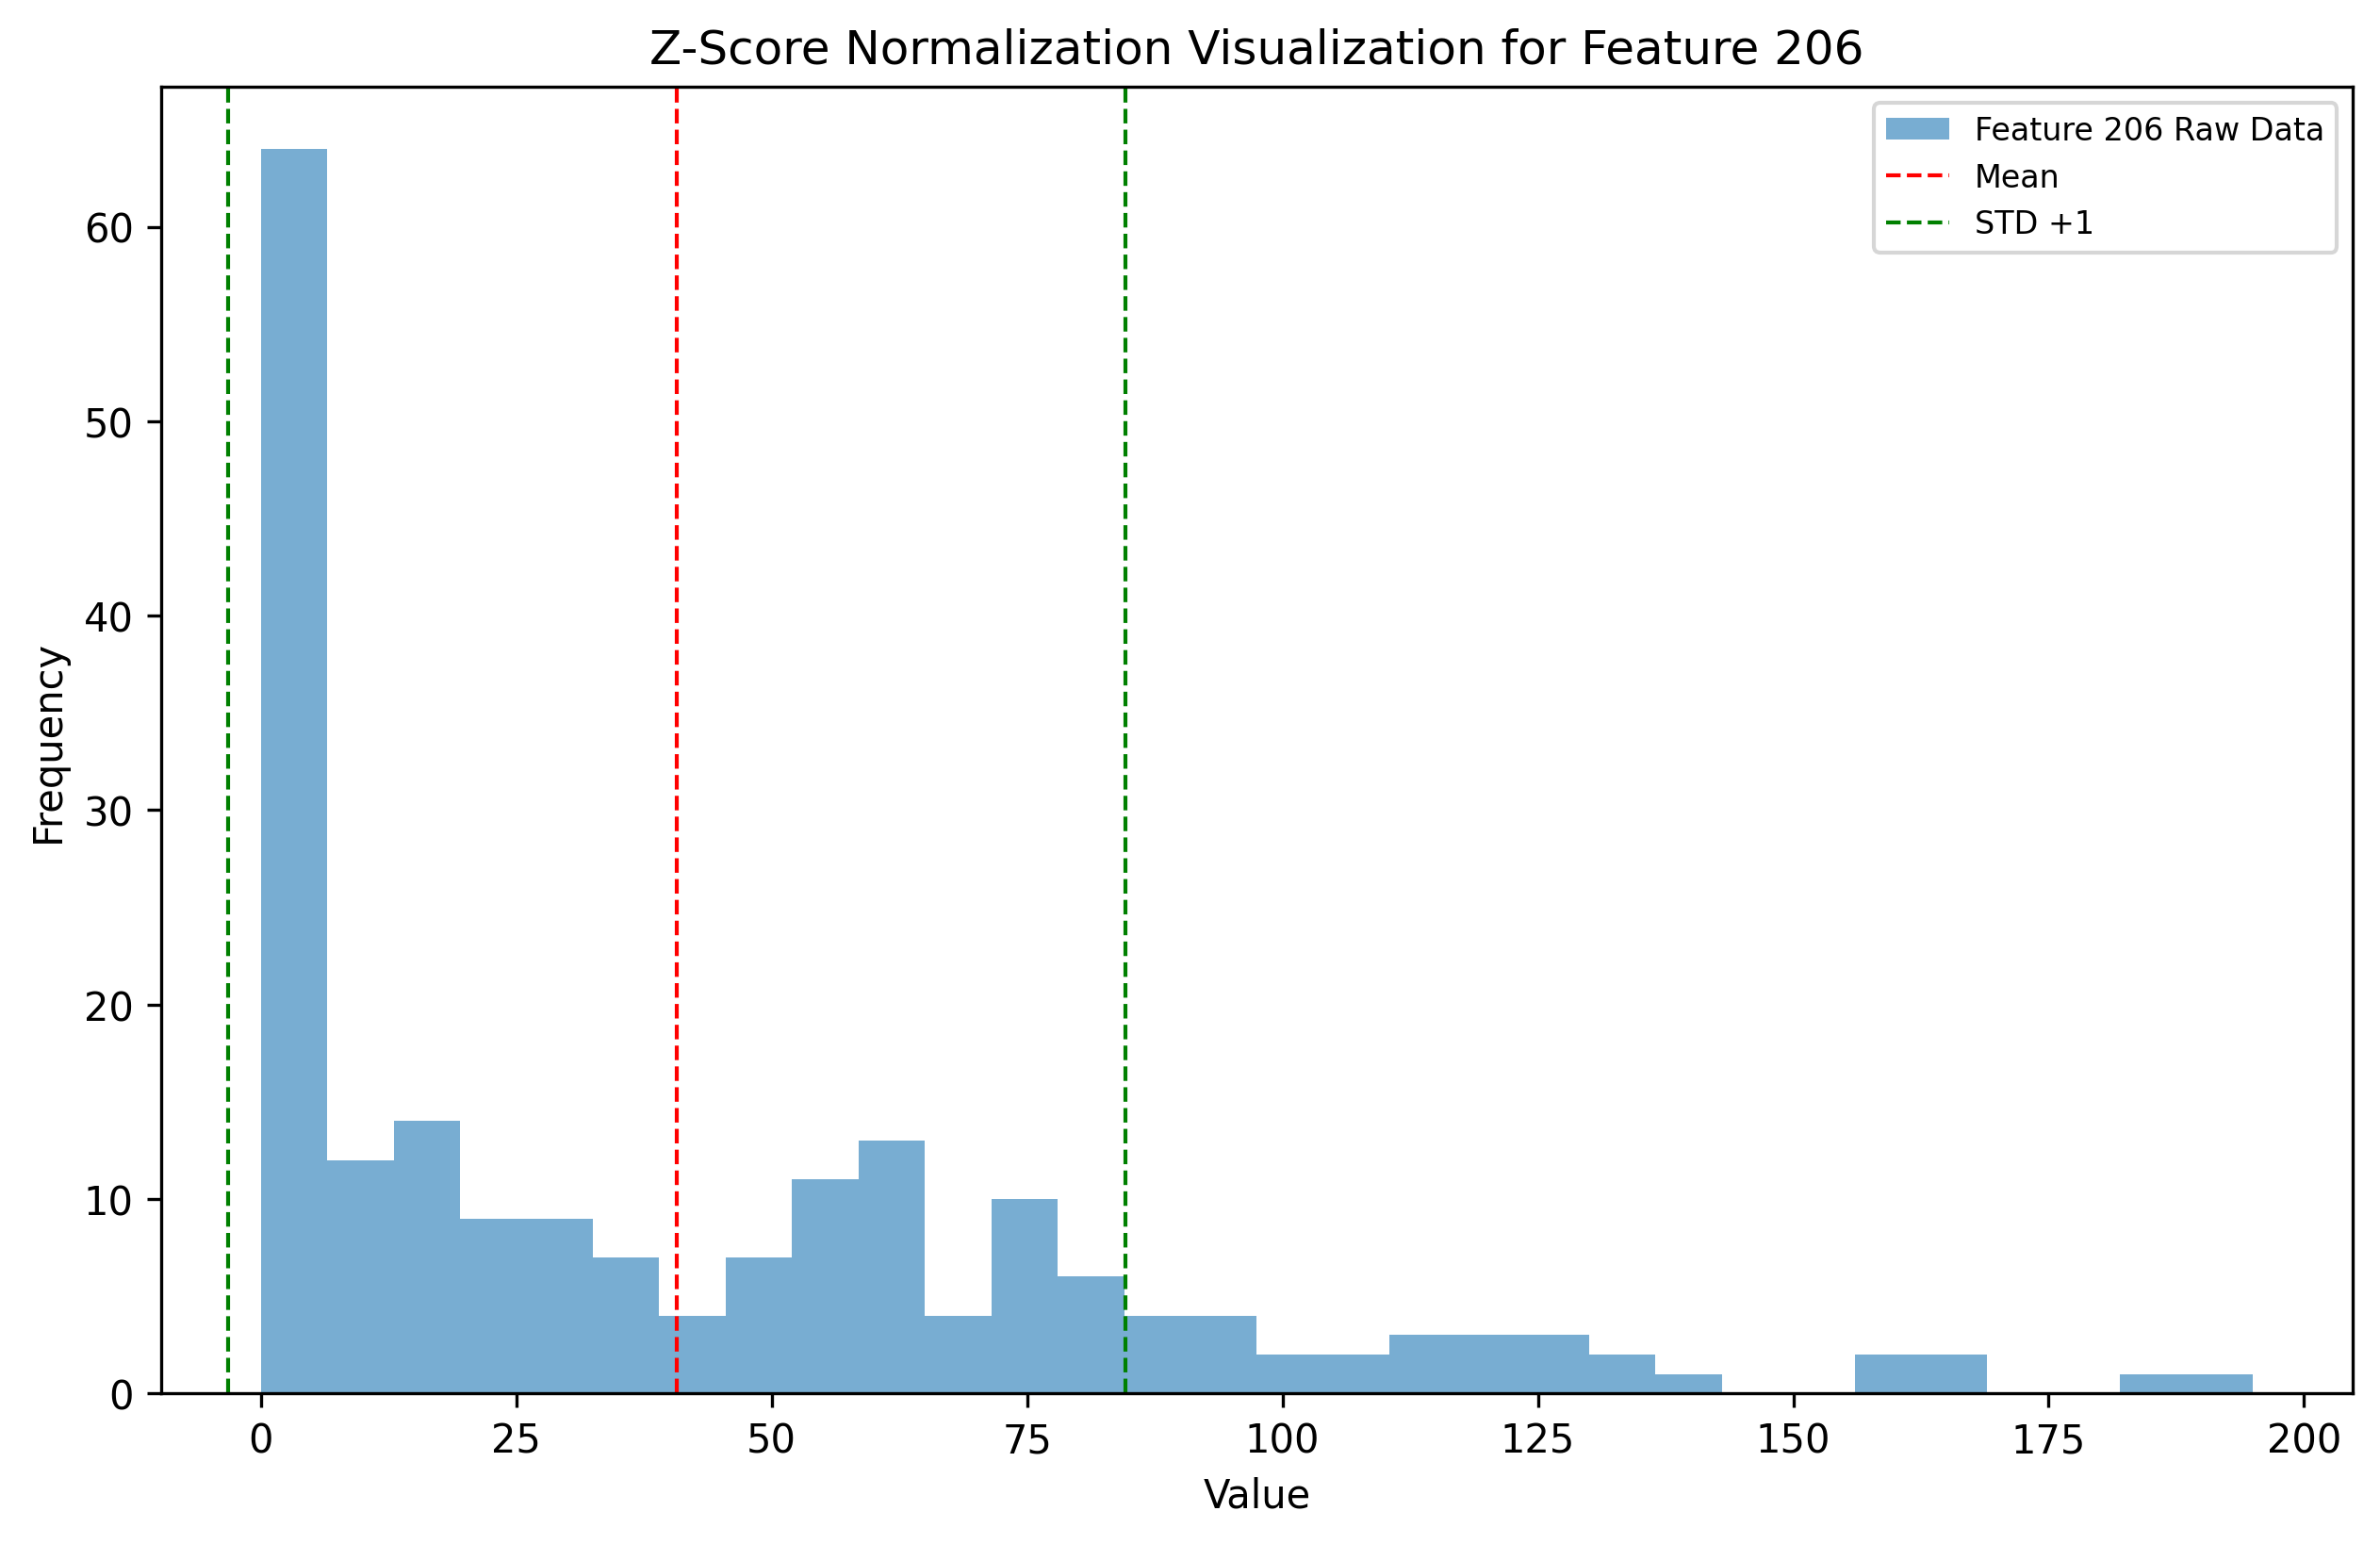 Z-Score Normalization Visualization for Feature 206
Feature 206 Raw Data
Mean
STD +1
Frequency
60
50
40
30
20
10
0
0 25 50 75 100 125 150 175 200
Value